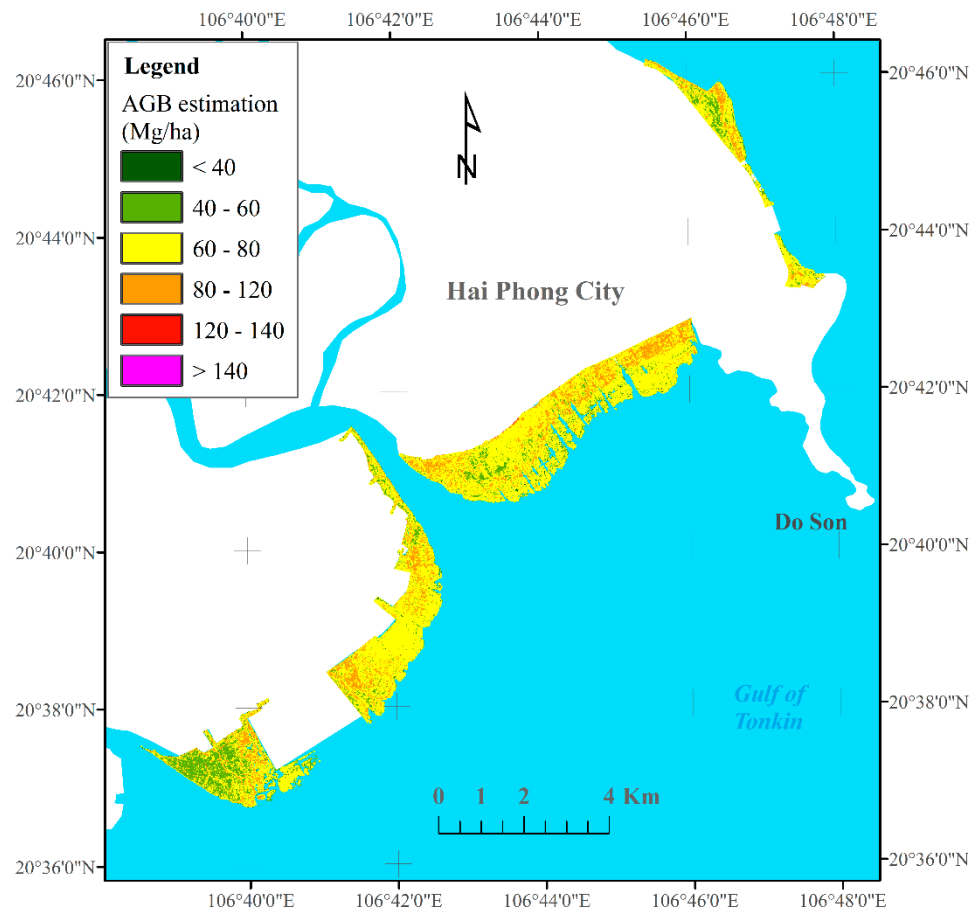 106°40'0"E 106°42'0"E 106°44'0"E 106°46'0"E 106°48'0"E
Legend
AGB estimation
(Mg/ha)
< 40
40 - 60
60 - 80
80 - 120
120 - 140
> 140
N
20°46'0"N
20°44'0"N
20°42'0"N
20°40'0"N
20°38'0"N
20°36'0"N
Hai Phong City
Do Son
Gulf of
Tonkin
0 1 2 4 Km
20°46'0"N
20°44'0"N
20°42'0"N
20°40'0"N
20°38'0"N
20°36'0"N
106°40'0"E 106°42'0"E 106°44'0"E 106°46'0"E 106°48'0"E